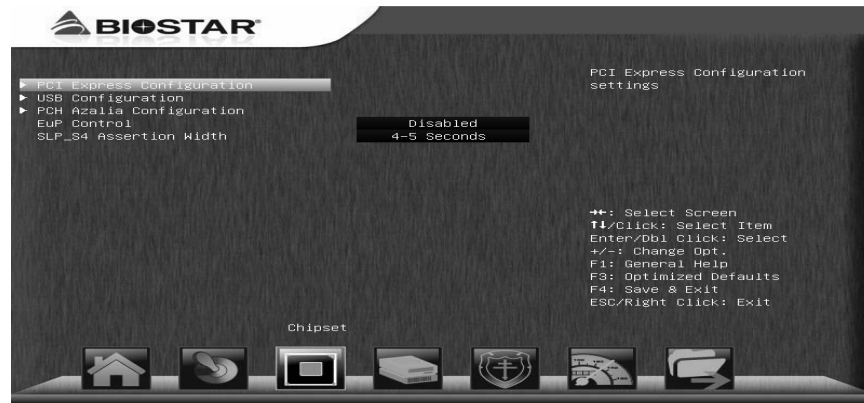 BIOSTAR
PCI Express Configuration
USB Configuration
PCH Azalia Configuration
EuP Control Disabled
SLP_S4 Assertion Width 4-5 Seconds
PCI Express Configuration
settings
→←: Select Screen
↑↓/Click: Select Item
Enter/Dbl Click: Select
+/-: Change Opt.
F1: General Help
F3: Optimized Defaults
F4: Save & Exit
ESC/Right Click: Exit
Chipset